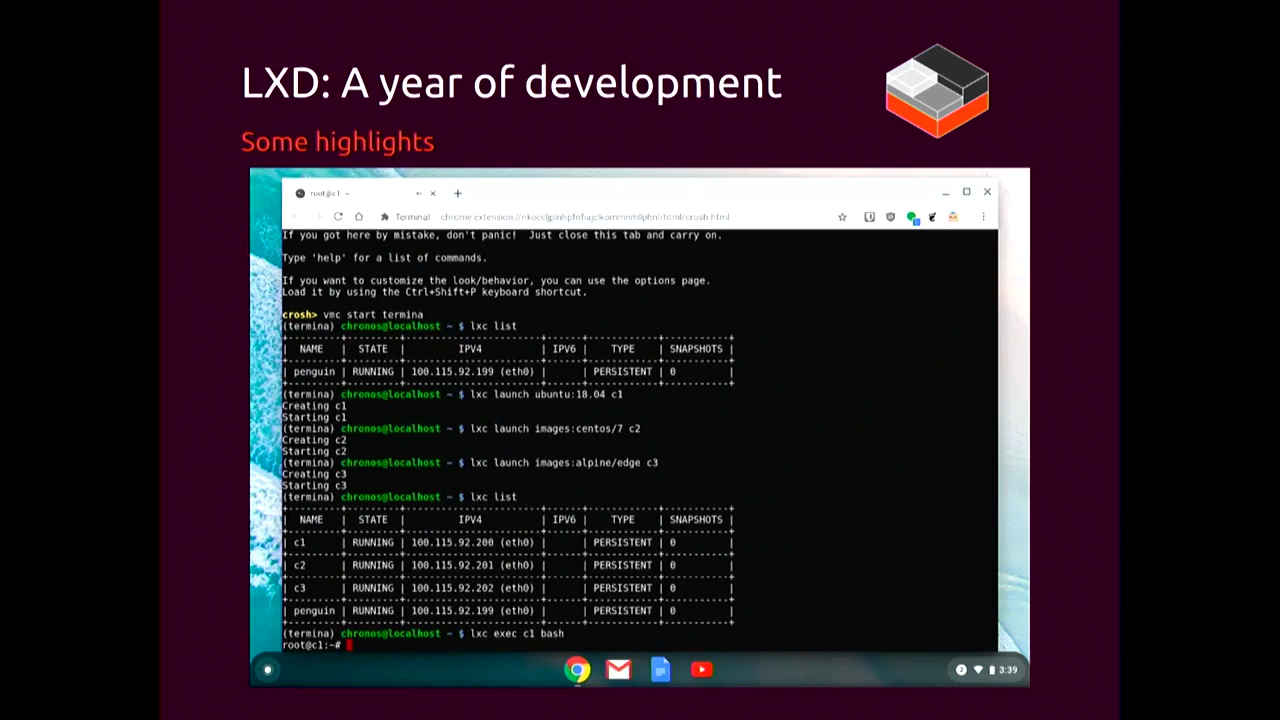 LXD: A year of development
Some highlights
root@c1: ~
Terminal
If you got here by mistake, don't panic!  Just close this tab and carry on.
Type 'help' for a list of commands.
If you want to customize the look/behavior, you can use the options page.
Load it by using the Ctrl+Shift+P keyboard shortcut.
crosh> vmc start termina
(termina) chronos@localhost ~ $ lxc list
| NAME | STATE | IPV4 | IPV6 | TYPE | SNAPSHOTS |
| penguin | RUNNING | 100.115.92.199 (eth0) | | PERSISTENT | 0 |
(termina) chronos@localhost ~ $ lxc launch ubuntu:18.04 c1
Creating c1
Starting c1
(termina) chronos@localhost ~ $ lxc launch images:centos/7 c2
Creating c2
Starting c2
(termina) chronos@localhost ~ $ lxc launch images:alpine/edge c3
Creating c3
Starting c3
(termina) chronos@localhost ~ $ lxc list
| NAME | STATE | IPV4 | IPV6 | TYPE | SNAPSHOTS |
| c1 | RUNNING | 100.115.92.200 (eth0) | | PERSISTENT | 0 |
| c2 | RUNNING | 100.115.92.201 (eth0) | | PERSISTENT | 0 |
| c3 | RUNNING | 100.115.92.202 (eth0) | | PERSISTENT | 0 |
| penguin | RUNNING | 100.115.92.199 (eth0) | | PERSISTENT | 0 |
(termina) chronos@localhost ~ $ lxc exec c1 bash
root@c1:~#
3:39